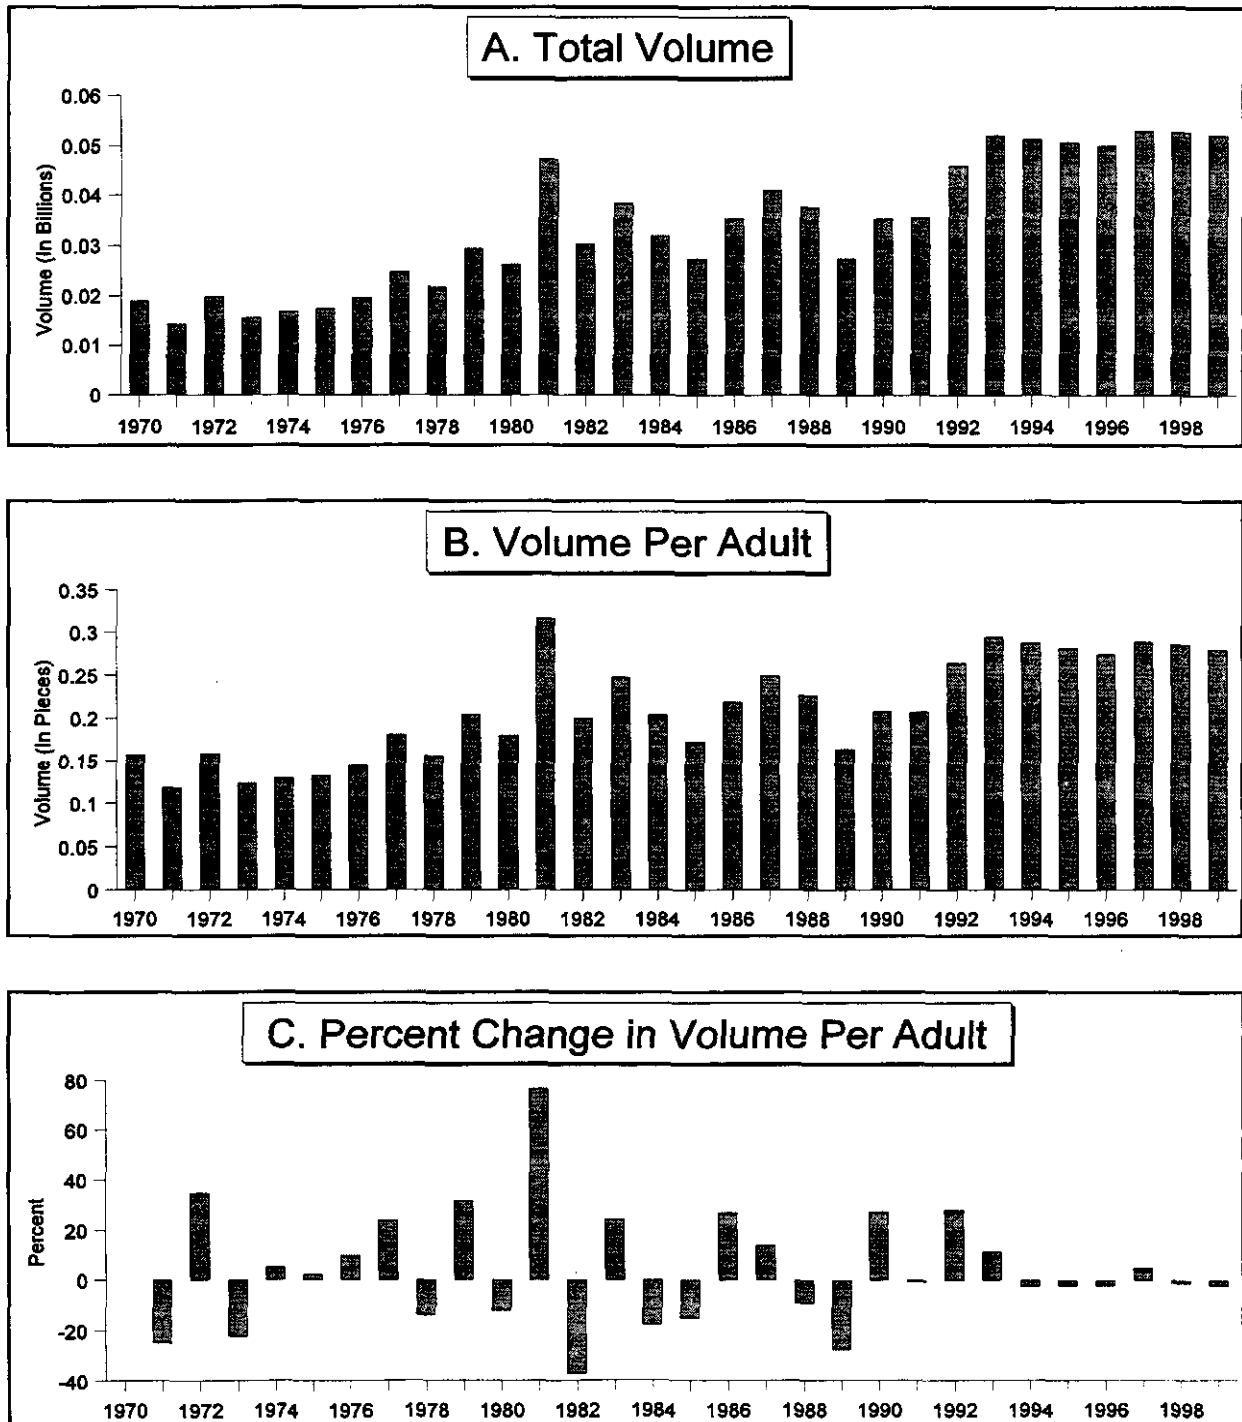 A. Total Volume
0.06
0.05
0.04
0.03
0.02
0.01
0
Volume (In Billions)
1970 1972 1974 1976 1978 1980 1982 1984 1986 1988 1990 1992 1994 1996 1998
B. Volume Per Adult
0.35
0.3
0.25
0.2
0.15
0.1
0.05
0
Volume (In Pieces)
1970 1972 1974 1976 1978 1980 1982 1984 1986 1988 1990 1992 1994 1996 1998
C. Percent Change in Volume Per Adult
80
60
40
20
0
-20
-40
Percent
1970 1972 1974 1976 1978 1980 1982 1984 1986 1988 1990 1992 1994 1996 1998